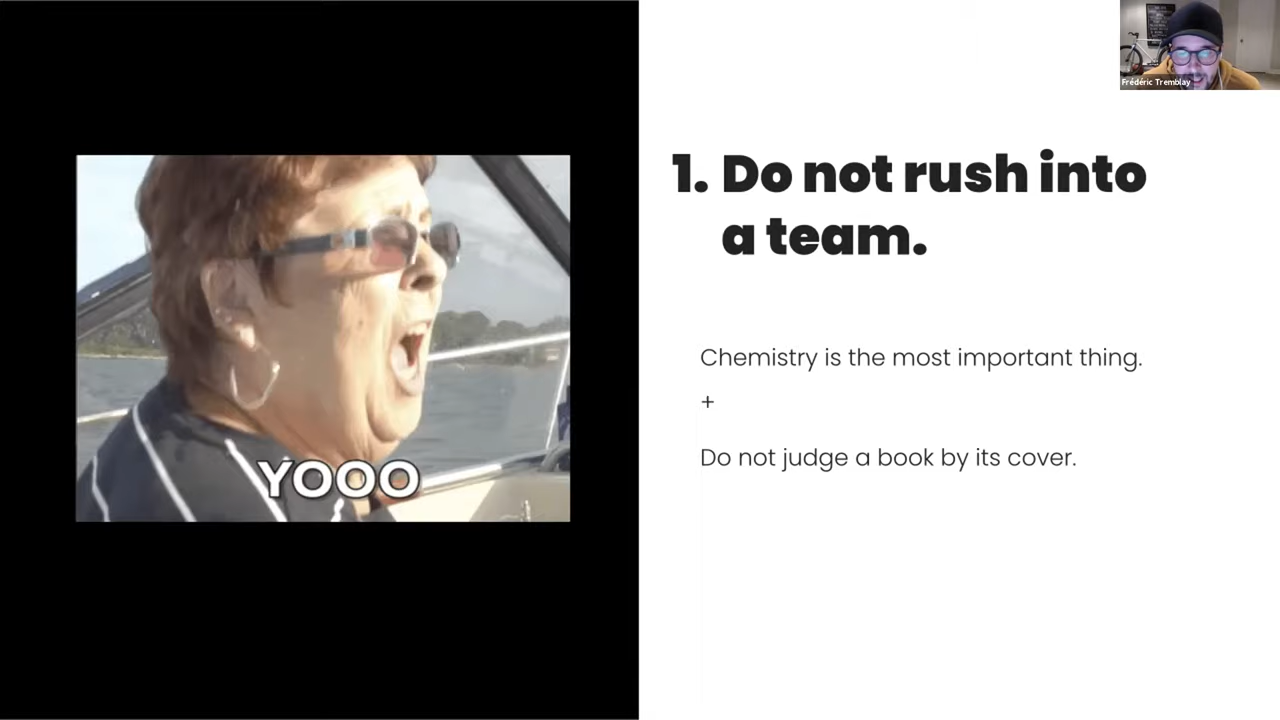 Frédéric Tremblay
1. Do not rush into
a team.
Chemistry is the most important thing.
+
Do not judge a book by its cover.
YOOO